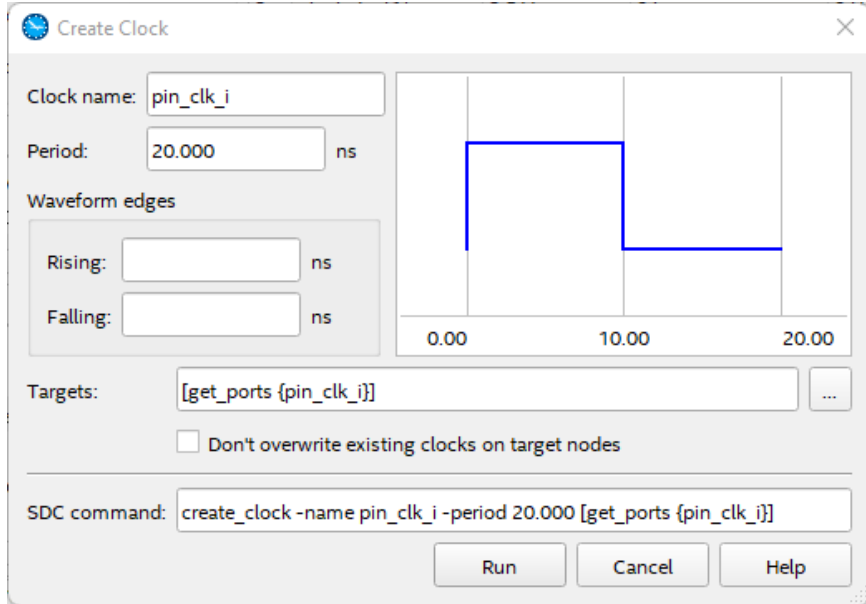 Create Clock
Clock name: pin_clk_i
Period: 20.000 ns
Waveform edges
Rising: ns
Falling: ns
0.00 10.00 20.00
Targets: [get_ports {pin_clk_i}] ...
Don't overwrite existing clocks on target nodes
SDC command: create_clock -name pin_clk_i -period 20.000 [get_ports {pin_clk_i}]
Run Cancel Help